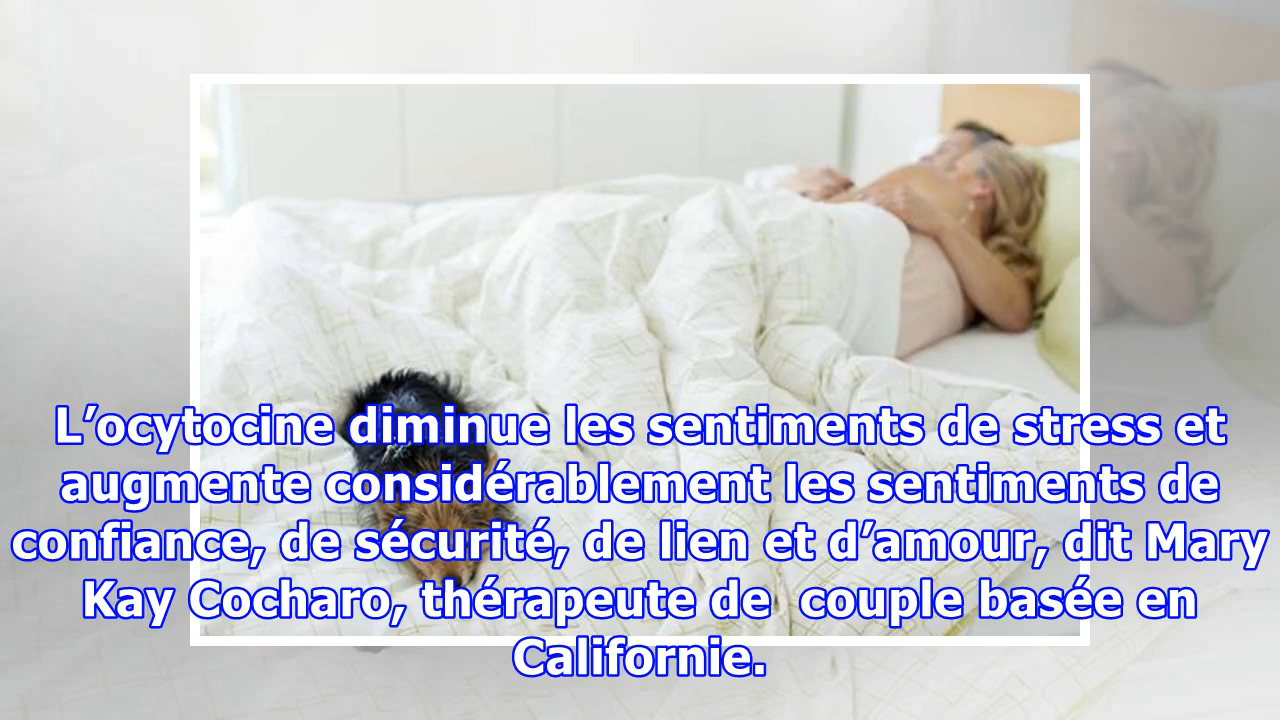 L’ocytocine diminue les sentiments de stress et
augmente considérablement les sentiments de
confiance, de sécurité, de lien et d’amour, dit Mary
Kay Cocharo, thérapeute de  couple basée en
Californie.